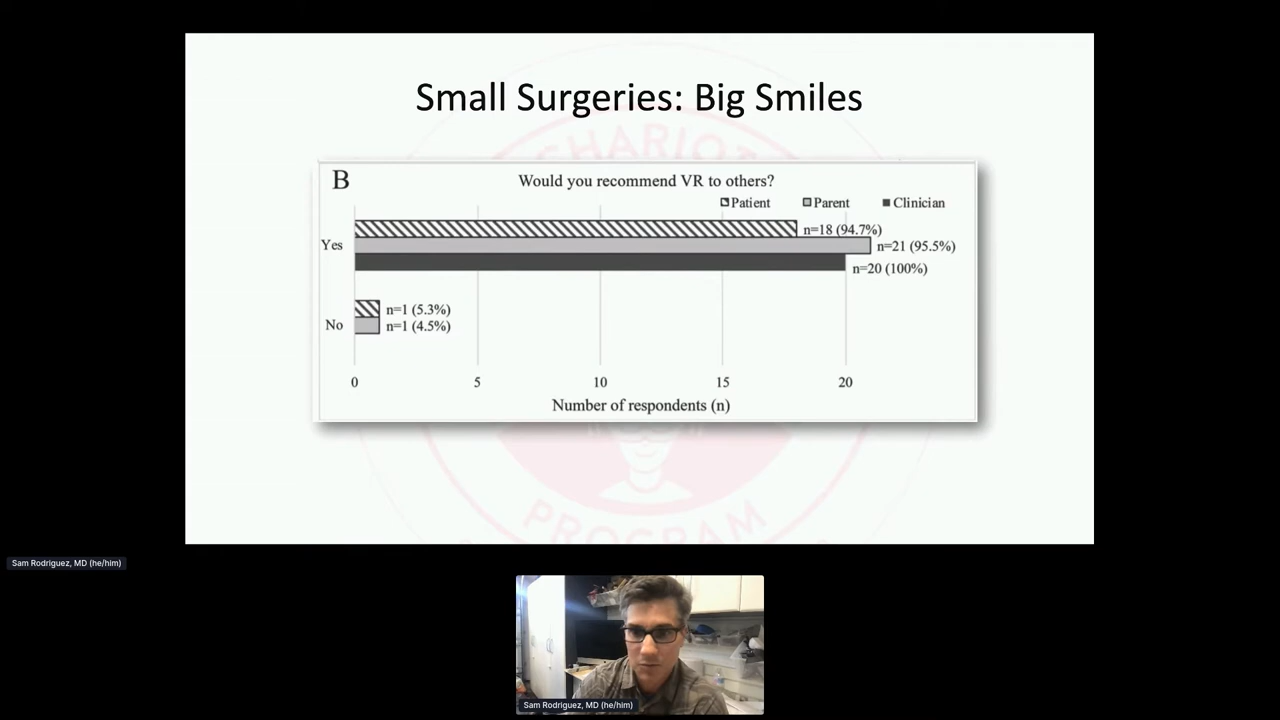 Small Surgeries: Big Smiles
CHARIOT
B
Would you recommend VR to others?
Patient
Parent
Clinician
Yes
n=18 (94.7%)
n=21 (95.5%)
n=20 (100%)
No
n=1 (5.3%)
n=1 (4.5%)
0 5 10 15 20
Number of respondents (n)
PROGRAM
Sam Rodriguez, MD (he/him)
Sam Rodriguez, MD (he/him)